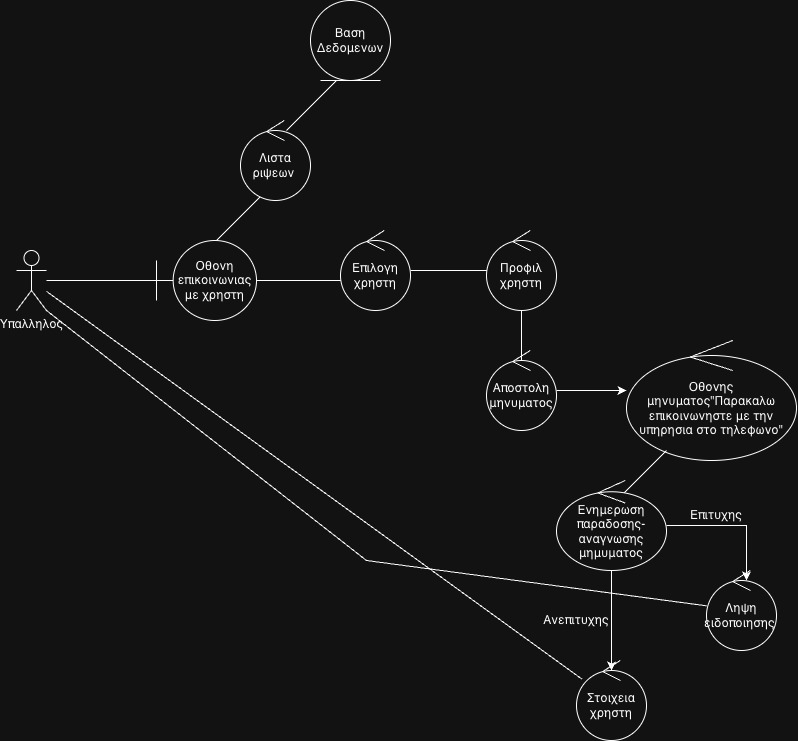 Βαση
Δεδομενων
Λιστα
ριψεων
Οθονη
επικοινωνιας
με χρηστη
Επιλογη
χρηστη
Προφιλ
χρηστη
Υπαλληλος
Αποστολη
μηνυματος
Οθονης
μηνυματος"Παρακαλω
επικοινωνηστε με την
υπηρησια στο τηλεφωνο"
Ενημερωση
παραδοσης-
αναγνωσης
μημυματος
Επιτυχης
Ληψη
ειδοποιησης
Ανεπιτυχης
Στοιχεια
χρηστη